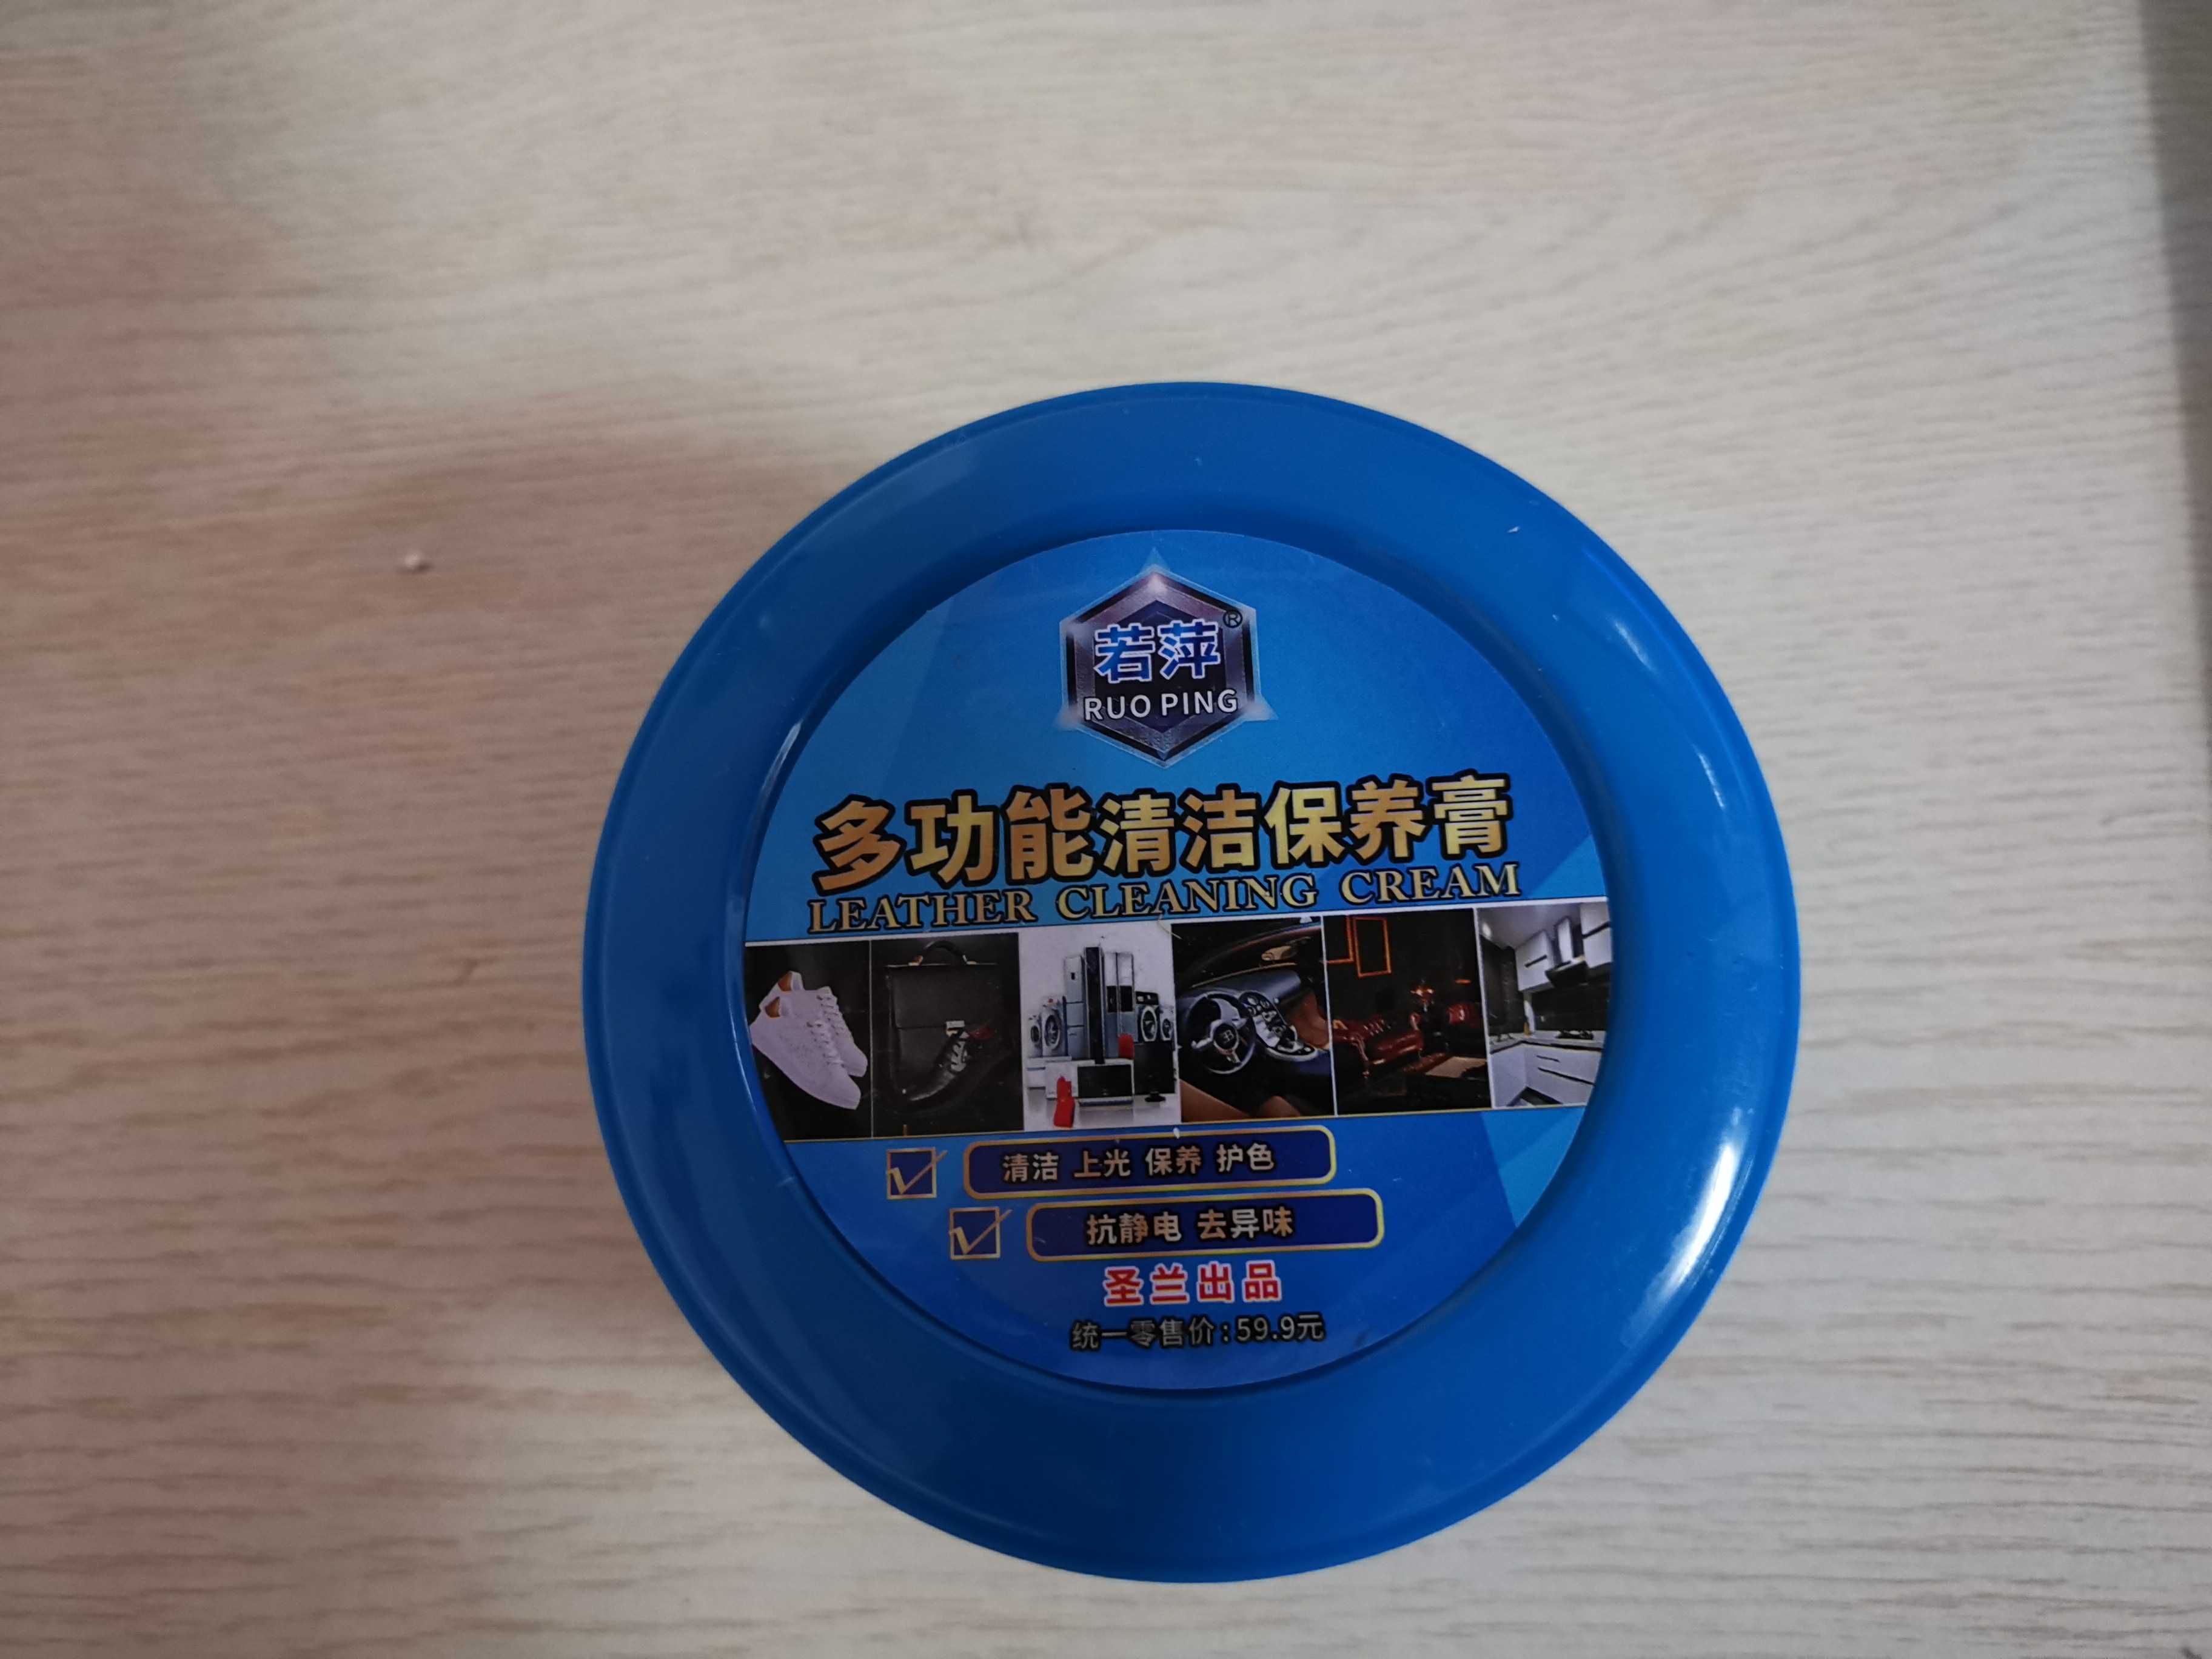 若萍®
RUO PING
多功能清洁保养膏
LEATHER CLEANING CREAM
清洁 上光 保养 护色
抗静电 去异味
圣兰出品
统一零售价:59.9元